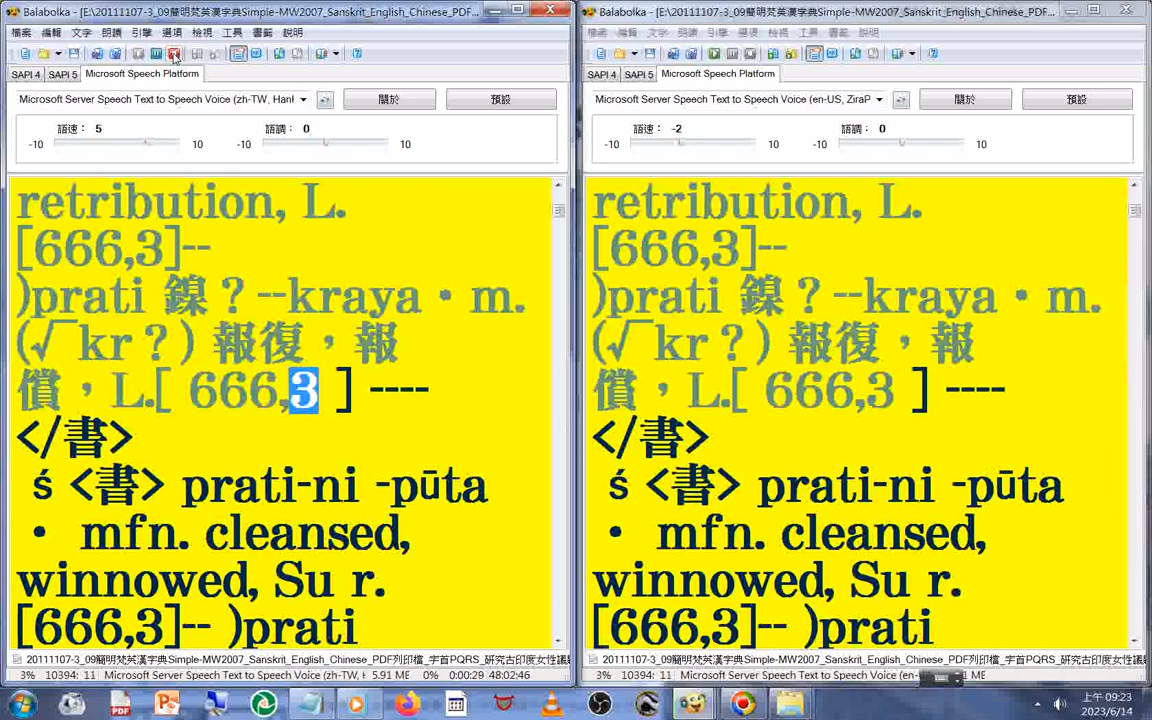 Balabolka - [E:\20111107-3_09簡明梵英漢字典Simple-MW2007_Sanskrit_English_Chinese_PDF...
檔案 編輯 文字 朗讀 引擎 選項 檢視 工具 書籤 說明
SAPI 4 SAPI 5 Microsoft Speech Platform
Microsoft Server Speech Text to Speech Voice (zh-TW, Hanl
關於 預設
語速： 5 語調： 0
-10 10 -10 10
retribution, L.
[666,3]--
)prati 鎳？--kraya‧m.
(√kr？) 報復，報
償，L.[ 666,3 ] ----
</書>
ś <書> prati-ni -pūta
‧ mfn. cleansed,
winnowed, Su r.
[666,3]-- )prati
20111107-3_09簡明梵英漢字典Simple-MW2007_Sanskrit_English_Chinese_PDF列印檔_字首PQRS_研究古印度女性議
3% 10394: 11 Microsoft Server Speech Text to Speech Voice (zh-TW, 5.91 MB 0% 0:00:29 48:02:46
Balabolka - [E:\20111107-3_09簡明梵英漢字典Simple-MW2007_Sanskrit_English_Chinese_PDF...
檔案 編輯 文字 朗讀 引擎 選項 檢視 工具 書籤 說明
SAPI 4 SAPI 5 Microsoft Speech Platform
Microsoft Server Speech Text to Speech Voice (en-US, ZiraP
關於 預設
語速： -2 語調： 0
-10 10 -10 10
retribution, L.
[666,3]--
)prati 鎳？--kraya‧m.
(√kr？) 報復，報
償，L.[ 666,3 ] ----
</書>
ś <書> prati-ni -pūta
‧ mfn. cleansed,
winnowed, Su r.
[666,3]-- )prati
20111107-3_09簡明梵英漢字典Simple-MW2007_Sanskrit_English_Chinese_PDF列印檔_字首PQRS_研究古印度女性議
3% 10394: 11 Microsoft Server Speech Text to Speech Voice (en- 1 MB
上午 09:23
2023/6/14